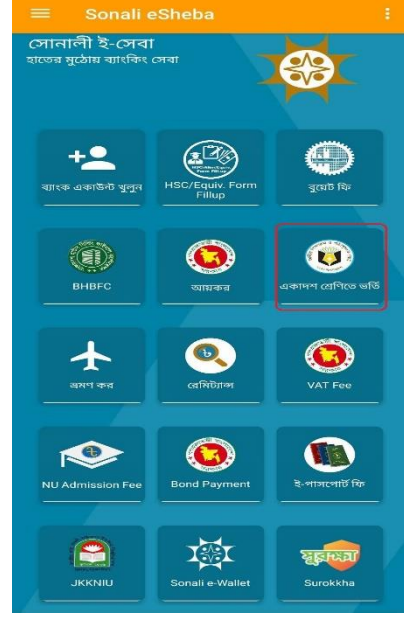 Sonali eSheba
সোনালী ই-সেবা
হাতের মুঠোয় ব্যাংকিং সেবা
ব্যাংক একাউন্ট খুলুন
HSC/Equiv. Form
Fillup
বুয়েট ফি
BHBFC
আয়কর
একাদশ শ্রেণিতে ভর্তি
ভ্রমণ কর
রেমিট্যান্স
VAT Fee
NU Admission Fee
Bond Payment
ই-পাসপোর্ট ফি
JKKNIU
Sonali e-Wallet
সুরক্ষা
Surokkha